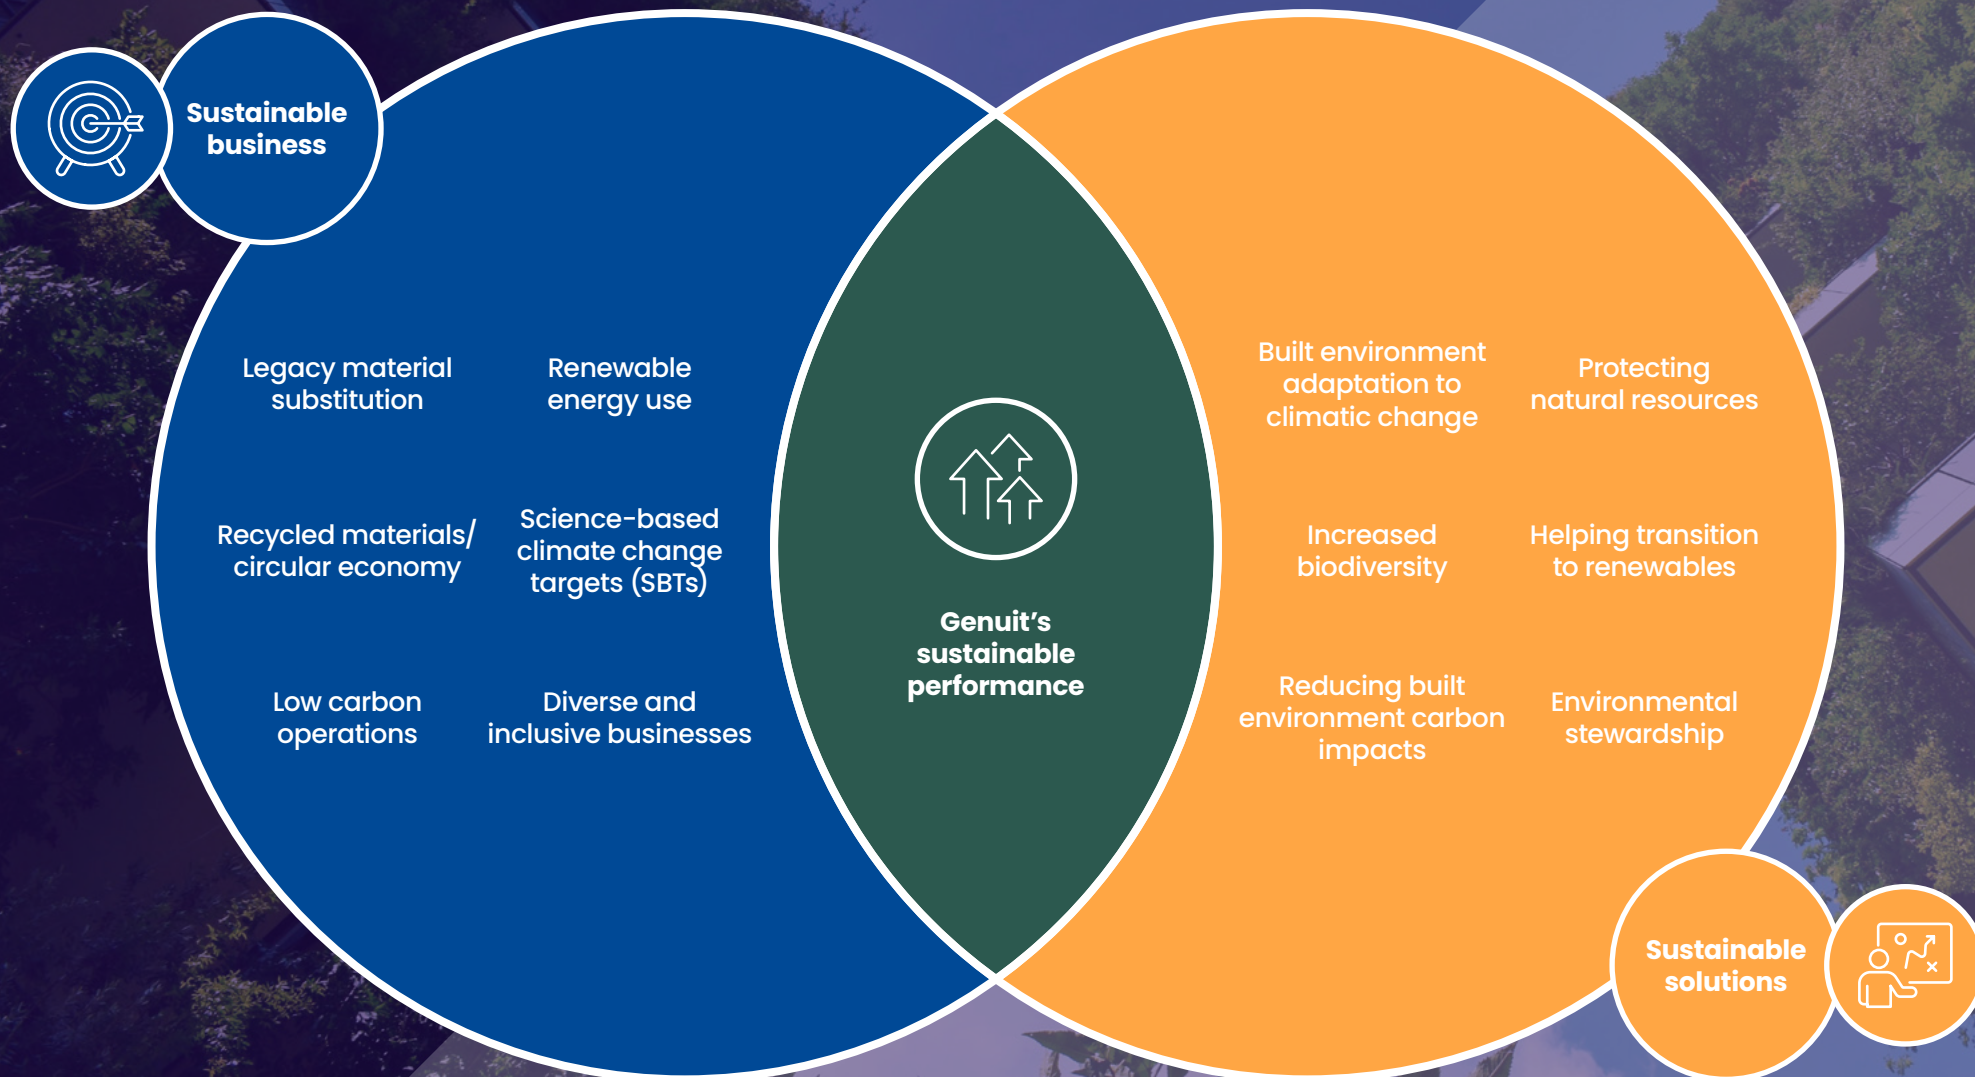 Sustainable
business
Legacy material
substitution
Renewable
energy use
Recycled materials/
circular economy
Science-based
climate change
targets (SBTs)
Low carbon
operations
Diverse and
inclusive businesses
Genuit’s
sustainable
performance
Built environment
adaptation to
climatic change
Protecting
natural resources
Increased
biodiversity
Helping transition
to renewables
Reducing built
environment carbon
impacts
Environmental
stewardship
Sustainable
solutions